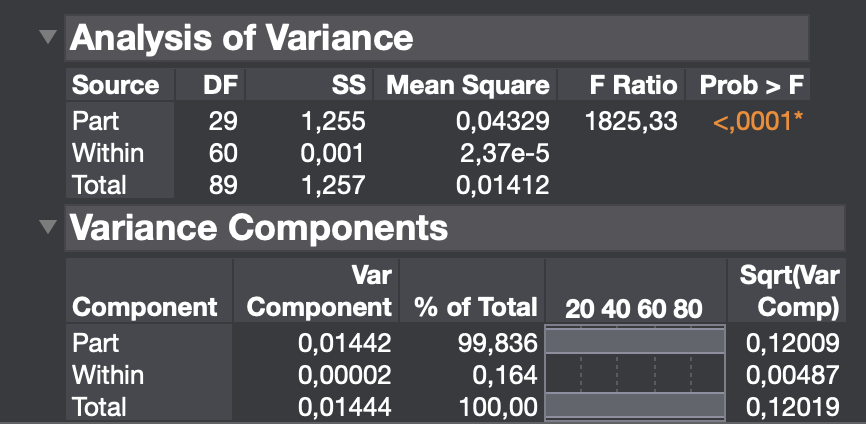 Analysis of Variance
Source DF SS Mean Square F Ratio Prob > F
Part 29 1,255 0,04329 1825,33 <,0001*
Within 60 0,001 2,37e-5
Total 89 1,257 0,01412
Variance Components
Var Sqrt(Var
Component Component % of Total 20 40 60 80 Comp)
Part 0,01442 99,836 0,12009
Within 0,00002 0,164 0,00487
Total 0,01444 100,00 0,12019